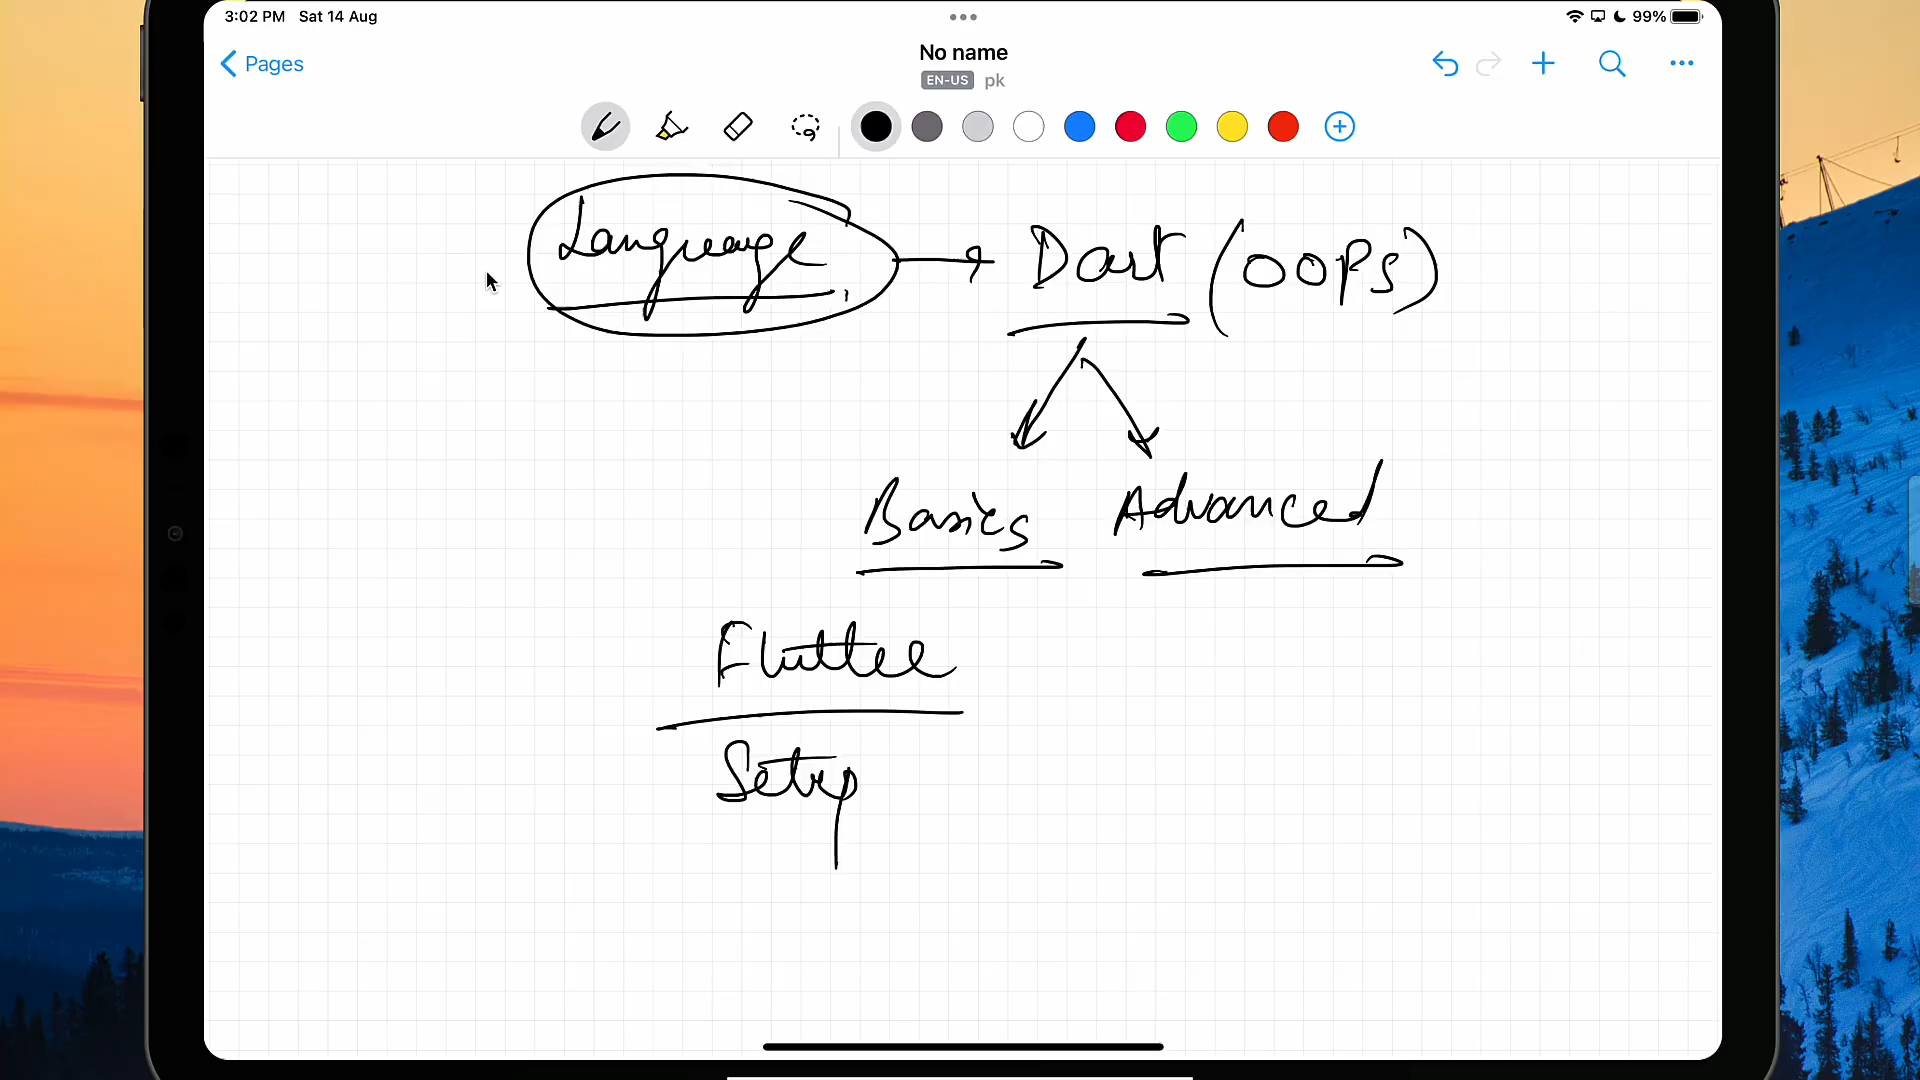 3:02 PM Sat 14 Aug
99%
Pages
No name
EN-US pk
Language → Dart (OOPs)
Basics Advanced
Flutter
Setup